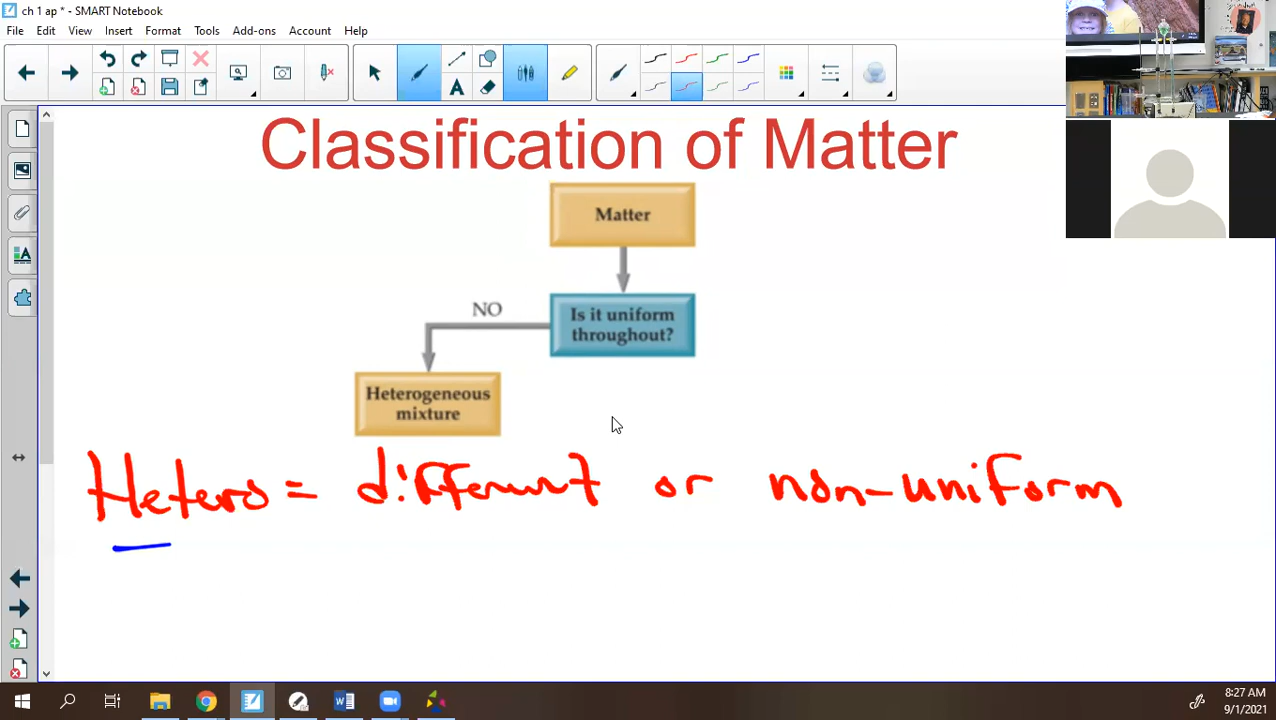 ch 1 ap * - SMART Notebook
File Edit View Insert Format Tools Add-ons Account Help
A
A
Classification of Matter
Matter
NO
Is it uniform
throughout?
Heterogeneous
mixture
Hetero = different or non-uniform
8:27 AM
9/1/2021